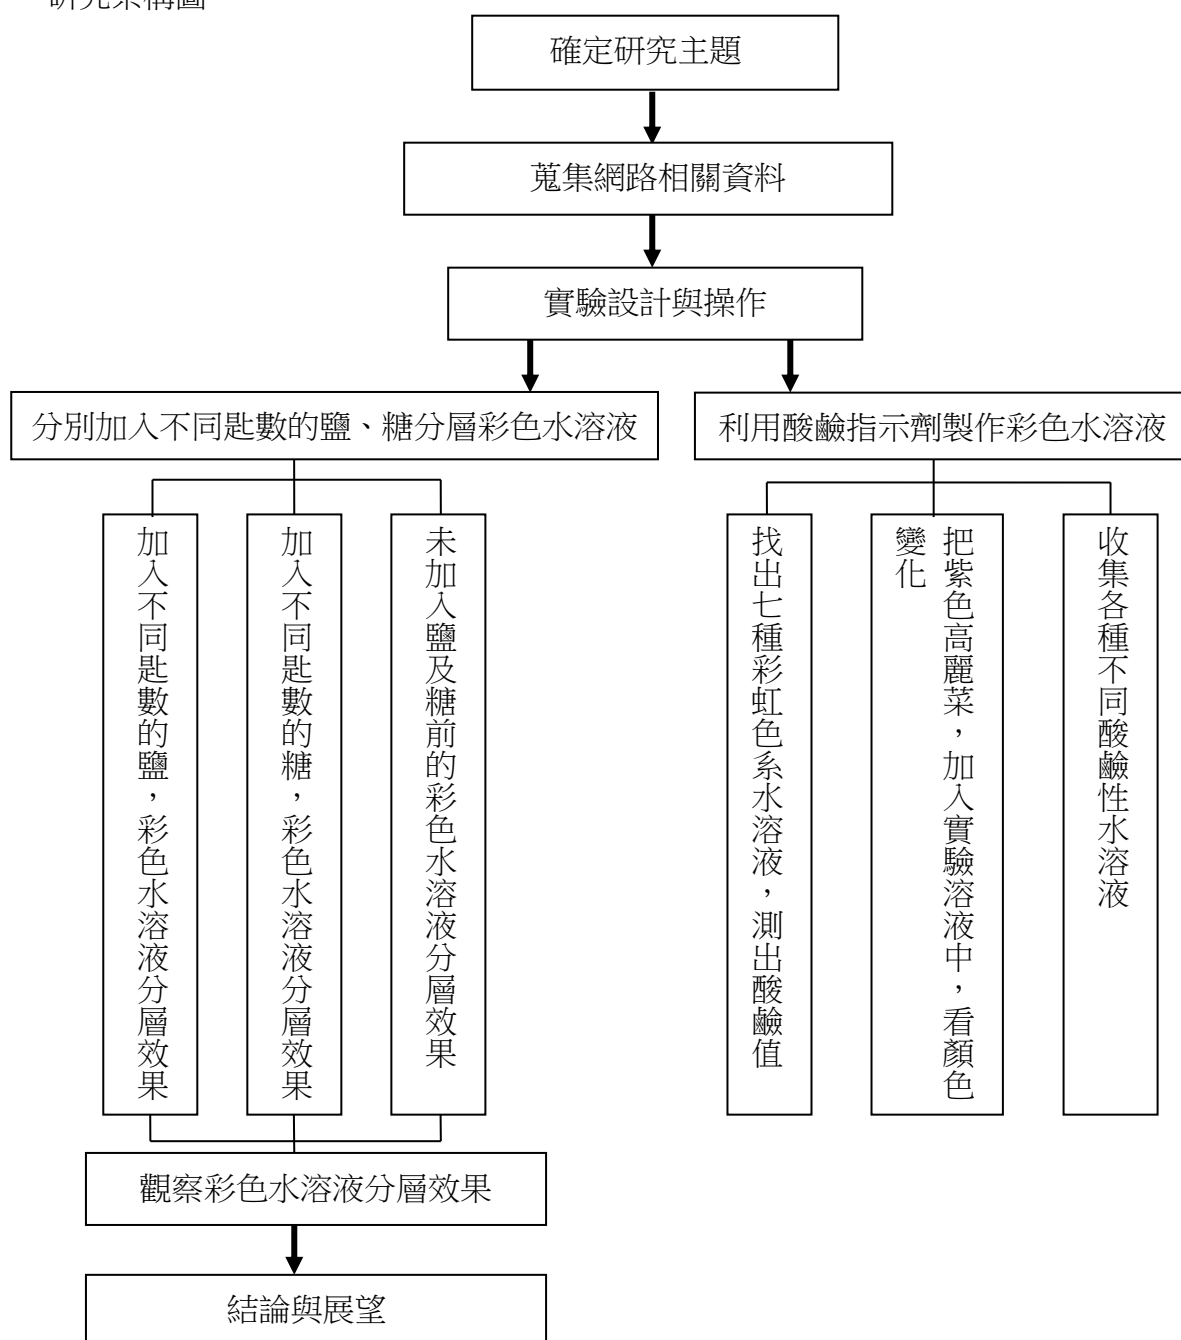 研究架構圖
確定研究主題
蒐集網路相關資料
實驗設計與操作
分別加入不同匙數的鹽、糖分層彩色水溶液
利用酸鹼指示劑製作彩色水溶液
收集各種不同酸鹼性水溶液
把紫色高麗菜，加入實驗溶液中，看顏色
變化
找出七種彩虹色系水溶液，測出酸鹼值
未加入鹽及糖前的彩色水溶液分層效果
加入不同匙數的糖，彩色水溶液分層效果
加入不同匙數的鹽，彩色水溶液分層效果
觀察彩色水溶液分層效果
結論與展望